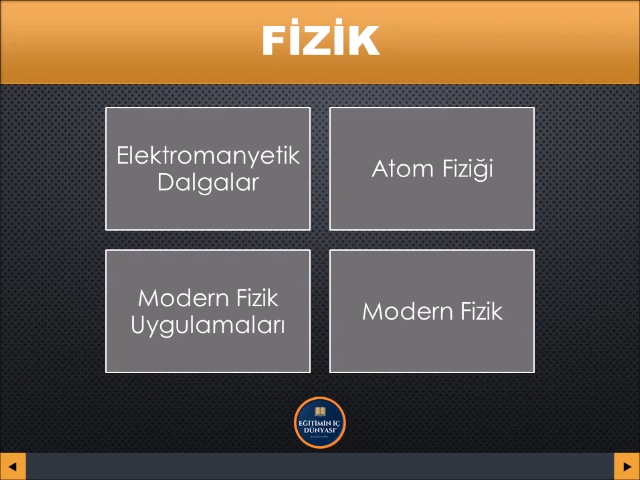 FİZİK
Elektromanyetik
Dalgalar
Atom Fiziği
Modern Fizik
Uygulamaları
Modern Fizik
EĞİTİMİN İÇ
DÜNYASI